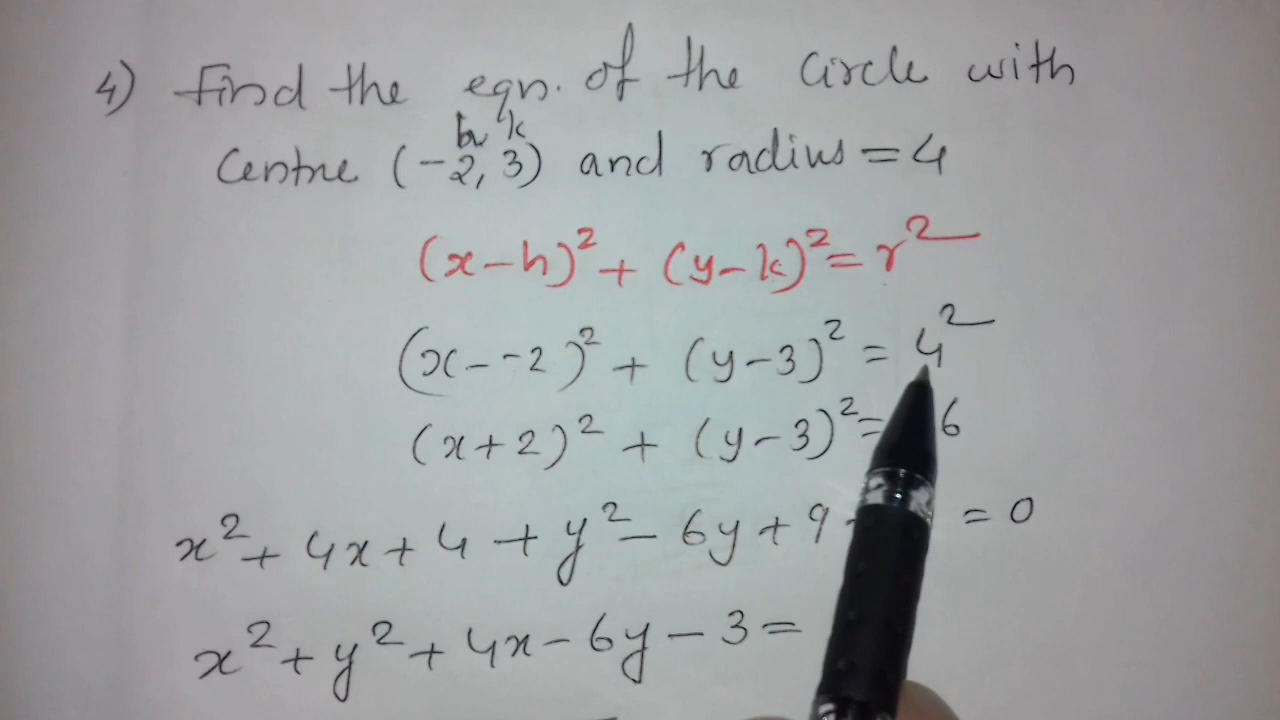 4) Find the eqn. of the Circle with
h k
Centre (-2, 3) and radius = 4
(x-h)² + (y-k)² = r²
(x--2)² + (y-3)² = 4²
(x+2)² + (y-3)² = 6
x² + 4x + 4 + y² - 6y + 9 - = 0
x² + y² + 4x - 6y - 3 =